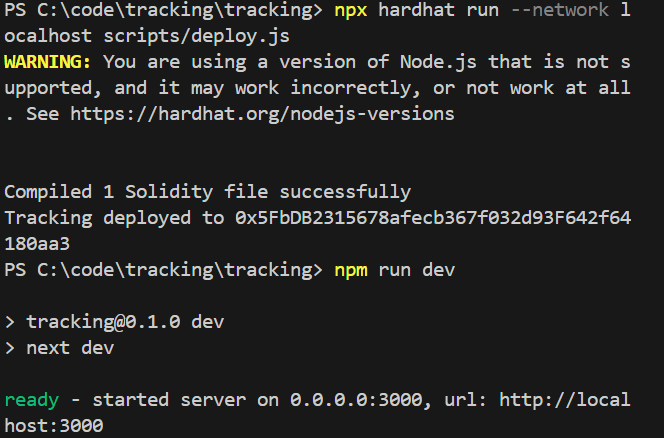 PS C:\code\tracking\tracking> npx hardhat run --network l
ocalhost scripts/deploy.js
WARNING: You are using a version of Node.js that is not s
upported, and it may work incorrectly, or not work at all
. See https://hardhat.org/nodejs-versions
Compiled 1 Solidity file successfully
Tracking deployed to 0x5FbDB2315678afecb367f032d93F642f64
180aa3
PS C:\code\tracking\tracking> npm run dev
> tracking@0.1.0 dev
> next dev
ready - started server on 0.0.0.0:3000, url: http://local
host:3000